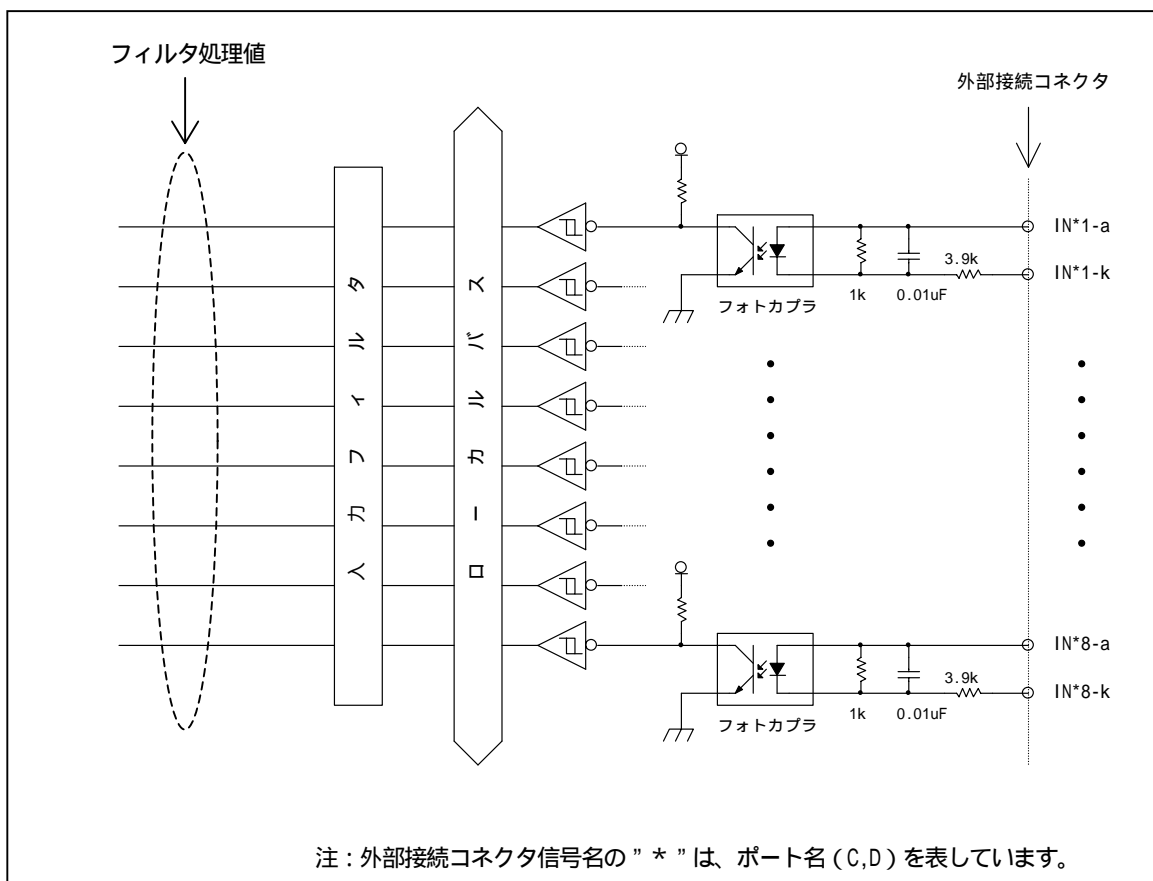 フィルタ処理値
外部接続コネクタ
入力フィルタ
ローカルバス
IN*1-a
3.9k
IN*1-k
フォトカプラ
1k
0.01uF
IN*8-a
3.9k
IN*8-k
フォトカプラ
1k
0.01uF
注：外部接続コネクタ信号名の"＊"は、ポート名(C,D)を表しています。